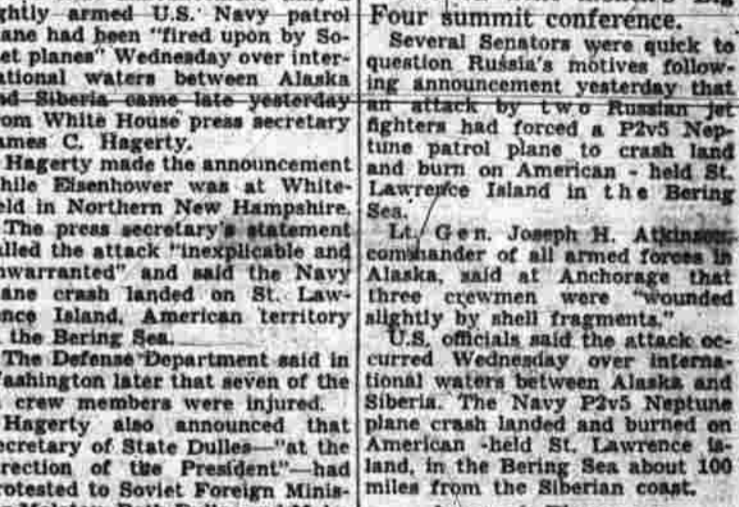 ghtly armed U.S. Navy patrol
ane had been "fired upon by So-
et planes" Wednesday over inter-
ational waters between Alaska
nd Siberia came late yesterday
om White House press secretary
ames C. Hagerty.
Hagerty made the announcement
hile Eisenhower was at White-
eld in Northern New Hampshire.
The press secretary's statement
lled the attack "inexplicable and
nwarranted" and said the Navy
ane crash landed on St. Law-
nce Island, American territory
the Bering Sea.
The Defense Department said in
ashington later that seven of the
crew members were injured.
Hagerty also announced that
ecretary of State Dulles—"at the
rection of the President"—had
rotested to Soviet Foreign Minis-
Four summit conference.
Several Senators were quick to
question Russia's motives follow-
ing announcement yesterday that
an attack by two Russian jet
fighters had forced a P2v5 Nep-
tune patrol plane to crash land
and burn on American - held St.
Lawrence Island in the Bering
Sea.
Lt. Gen. Joseph H. Atkinson,
commander of all armed forces in
Alaska, said at Anchorage that
three crewmen were "wounded
slightly by shell fragments."
U.S. officials said the attack oc-
curred Wednesday over interna-
tional waters between Alaska and
Siberia. The Navy P2v5 Neptune
plane crash landed and burned on
American -held St. Lawrence is-
land, in the Bering Sea about 100
miles from the Siberian coast.